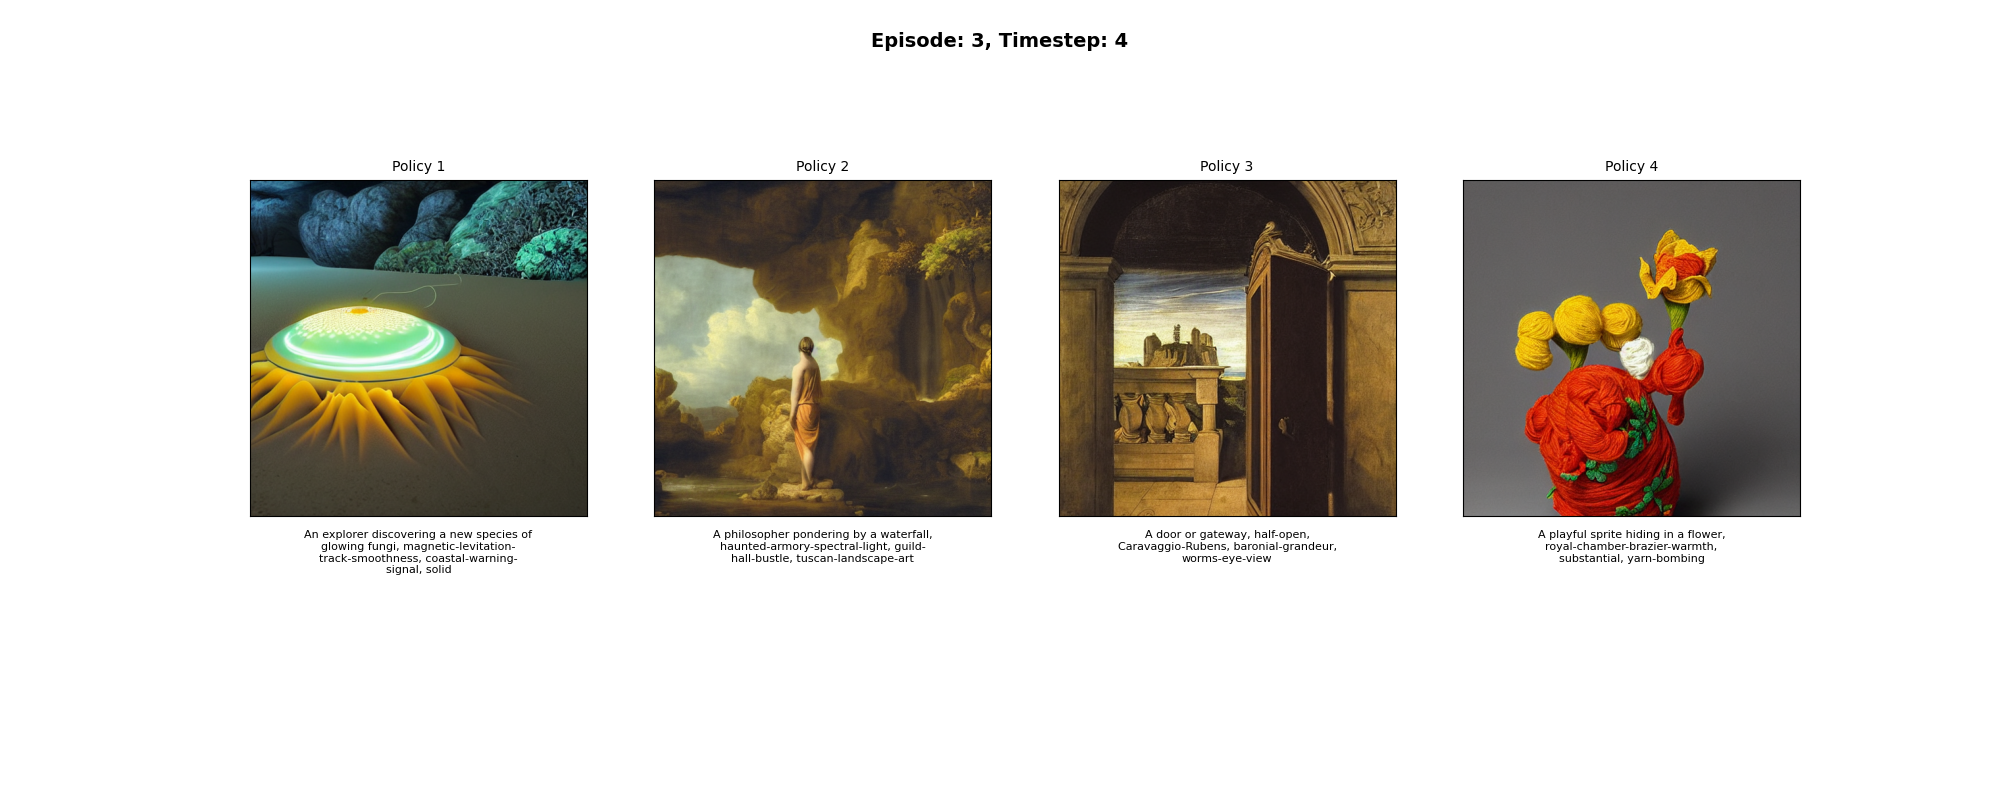 Episode: 3, Timestep: 4
Policy 1
Policy 2
Policy 3
Policy 4
An explorer discovering a new species of
glowing fungi, magnetic-levitation-
track-smoothness, coastal-warning-
signal, solid
A philosopher pondering by a waterfall,
haunted-armory-spectral-light, guild-
hall-bustle, tuscan-landscape-art
A door or gateway, half-open,
Caravaggio-Rubens, baronial-grandeur,
worms-eye-view
A playful sprite hiding in a flower,
royal-chamber-brazier-warmth,
substantial, yarn-bombing